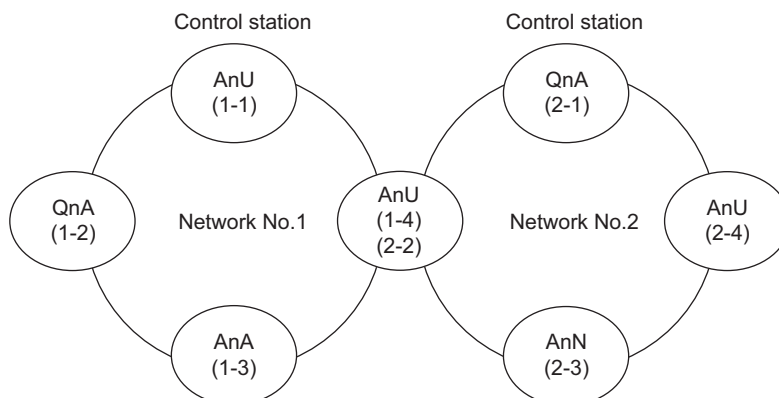 Control station
Control station
AnU
(1-1)
QnA
(2-1)
QnA
(1-2)
Network No.1
AnU
(1-4)
(2-2)
Network No.2
AnU
(2-4)
AnA
(1-3)
AnN
(2-3)